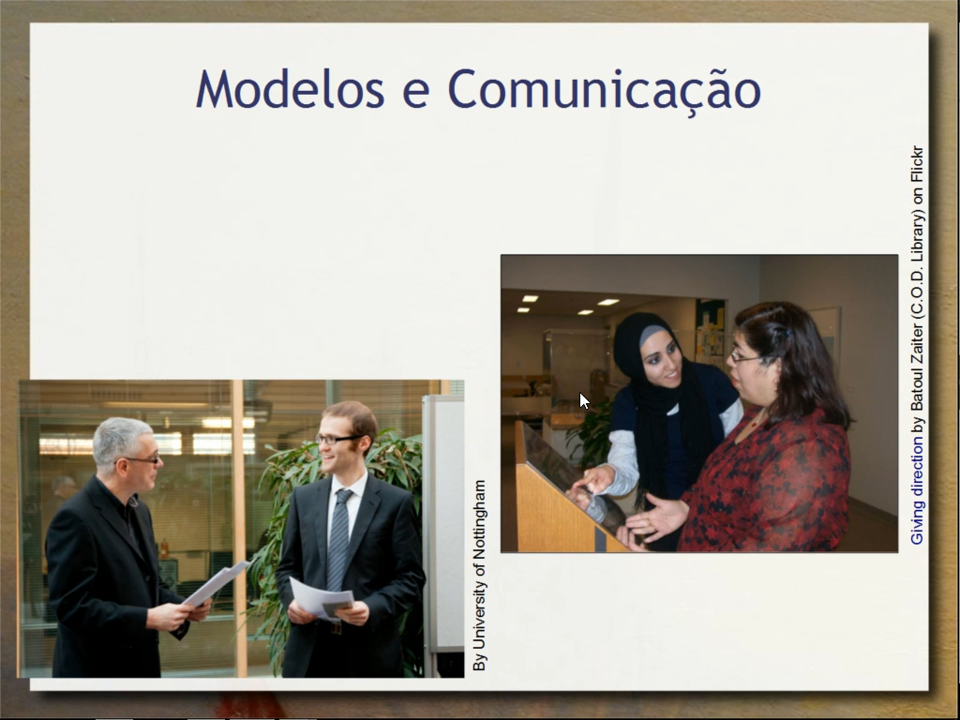 Modelos e Comunicação
Giving direction by Batoul Zaiter (C.O.D. Library) on Flickr
By University of Nottingham